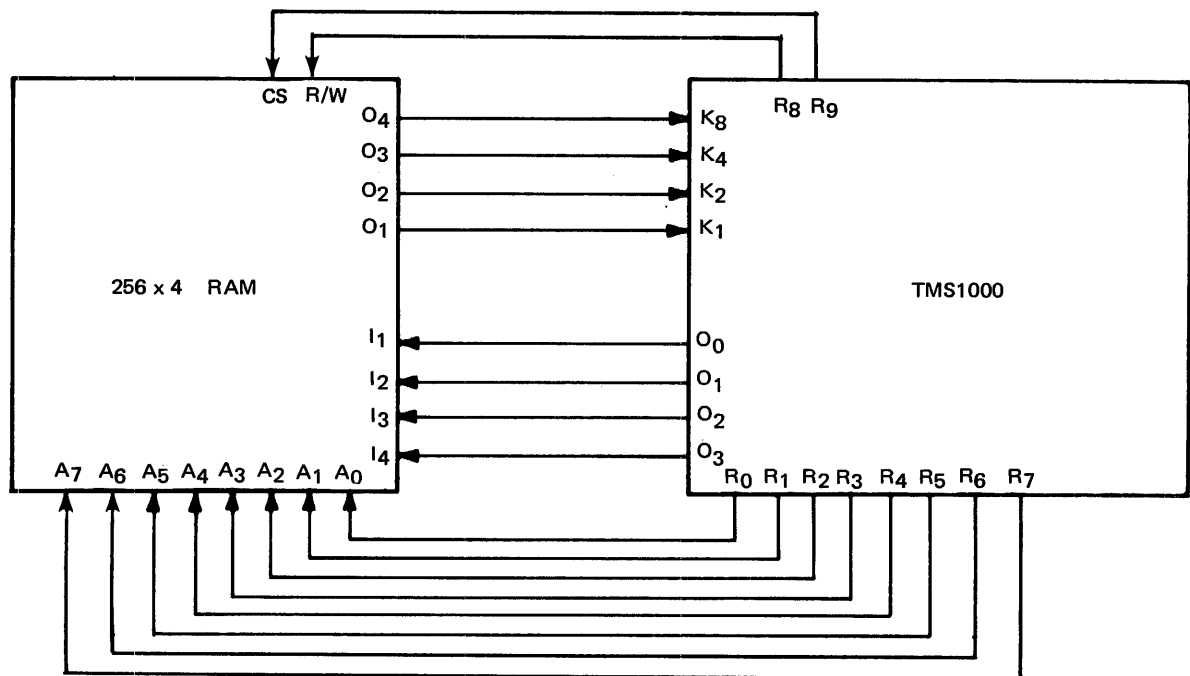 CS R/W
R8 R9
O4
O3
O2
O1
K8
K4
K2
K1
256 x 4 RAM
TMS1000
I1
I2
I3
I4
O0
O1
O2
O3
A7 A6 A5 A4 A3 A2 A1 A0
R0 R1 R2 R3 R4 R5 R6 R7